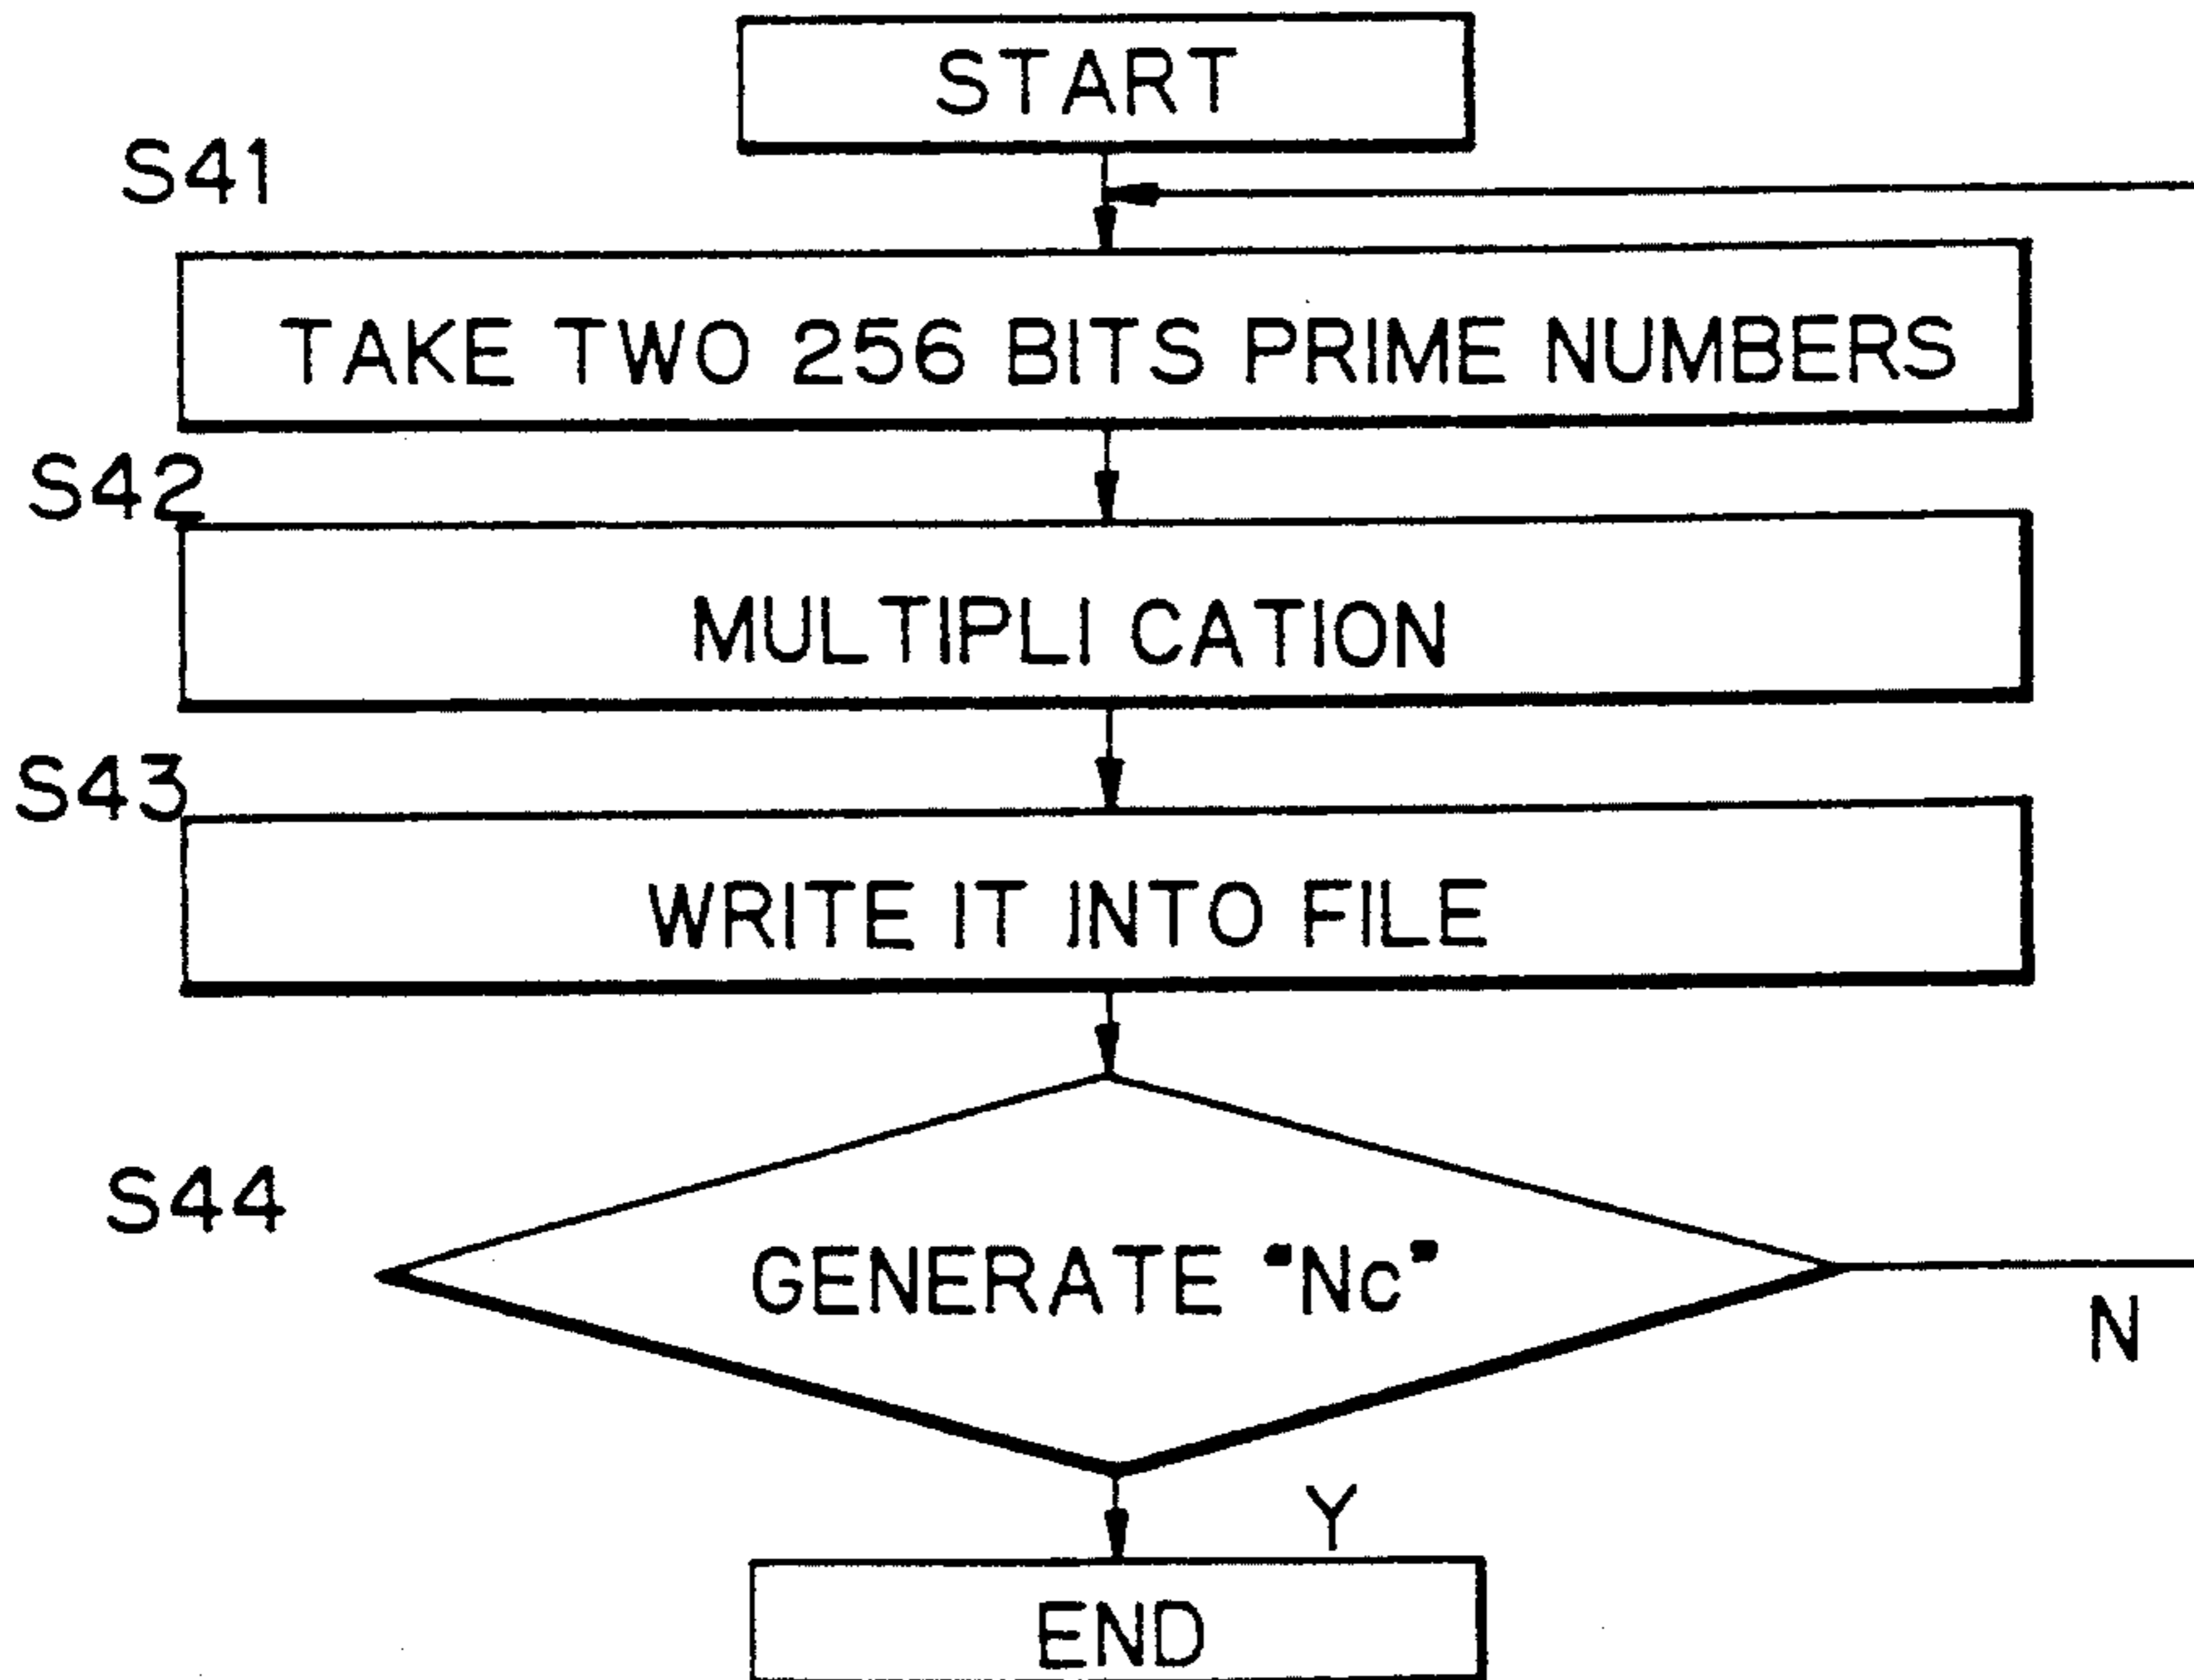 START
S41
TAKE TWO 256 BITS PRIME NUMBERS
S42
MULTIPLI CATION
S43
WRITE IT INTO FILE
S44
GENERATE "Nc"
N
Y
END